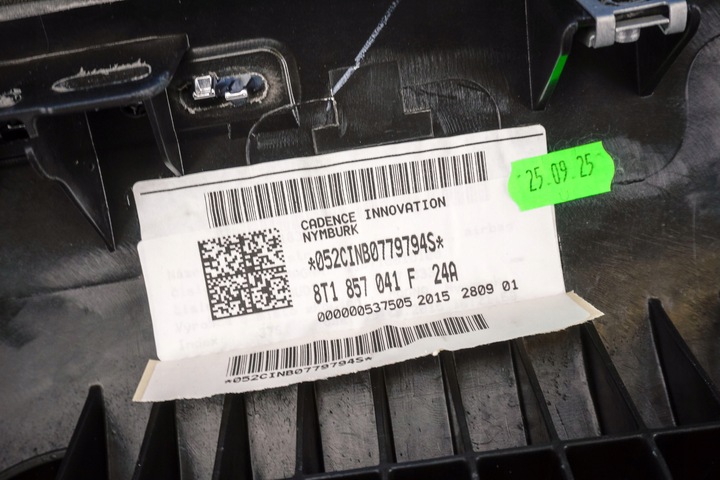 25.09.25
CADENCE INNOVATION
NYMBURK
*052CINB0779794S*
8T1 857 041 F 24A
000000537505 2015 2809 01
*052CINB0779794S*